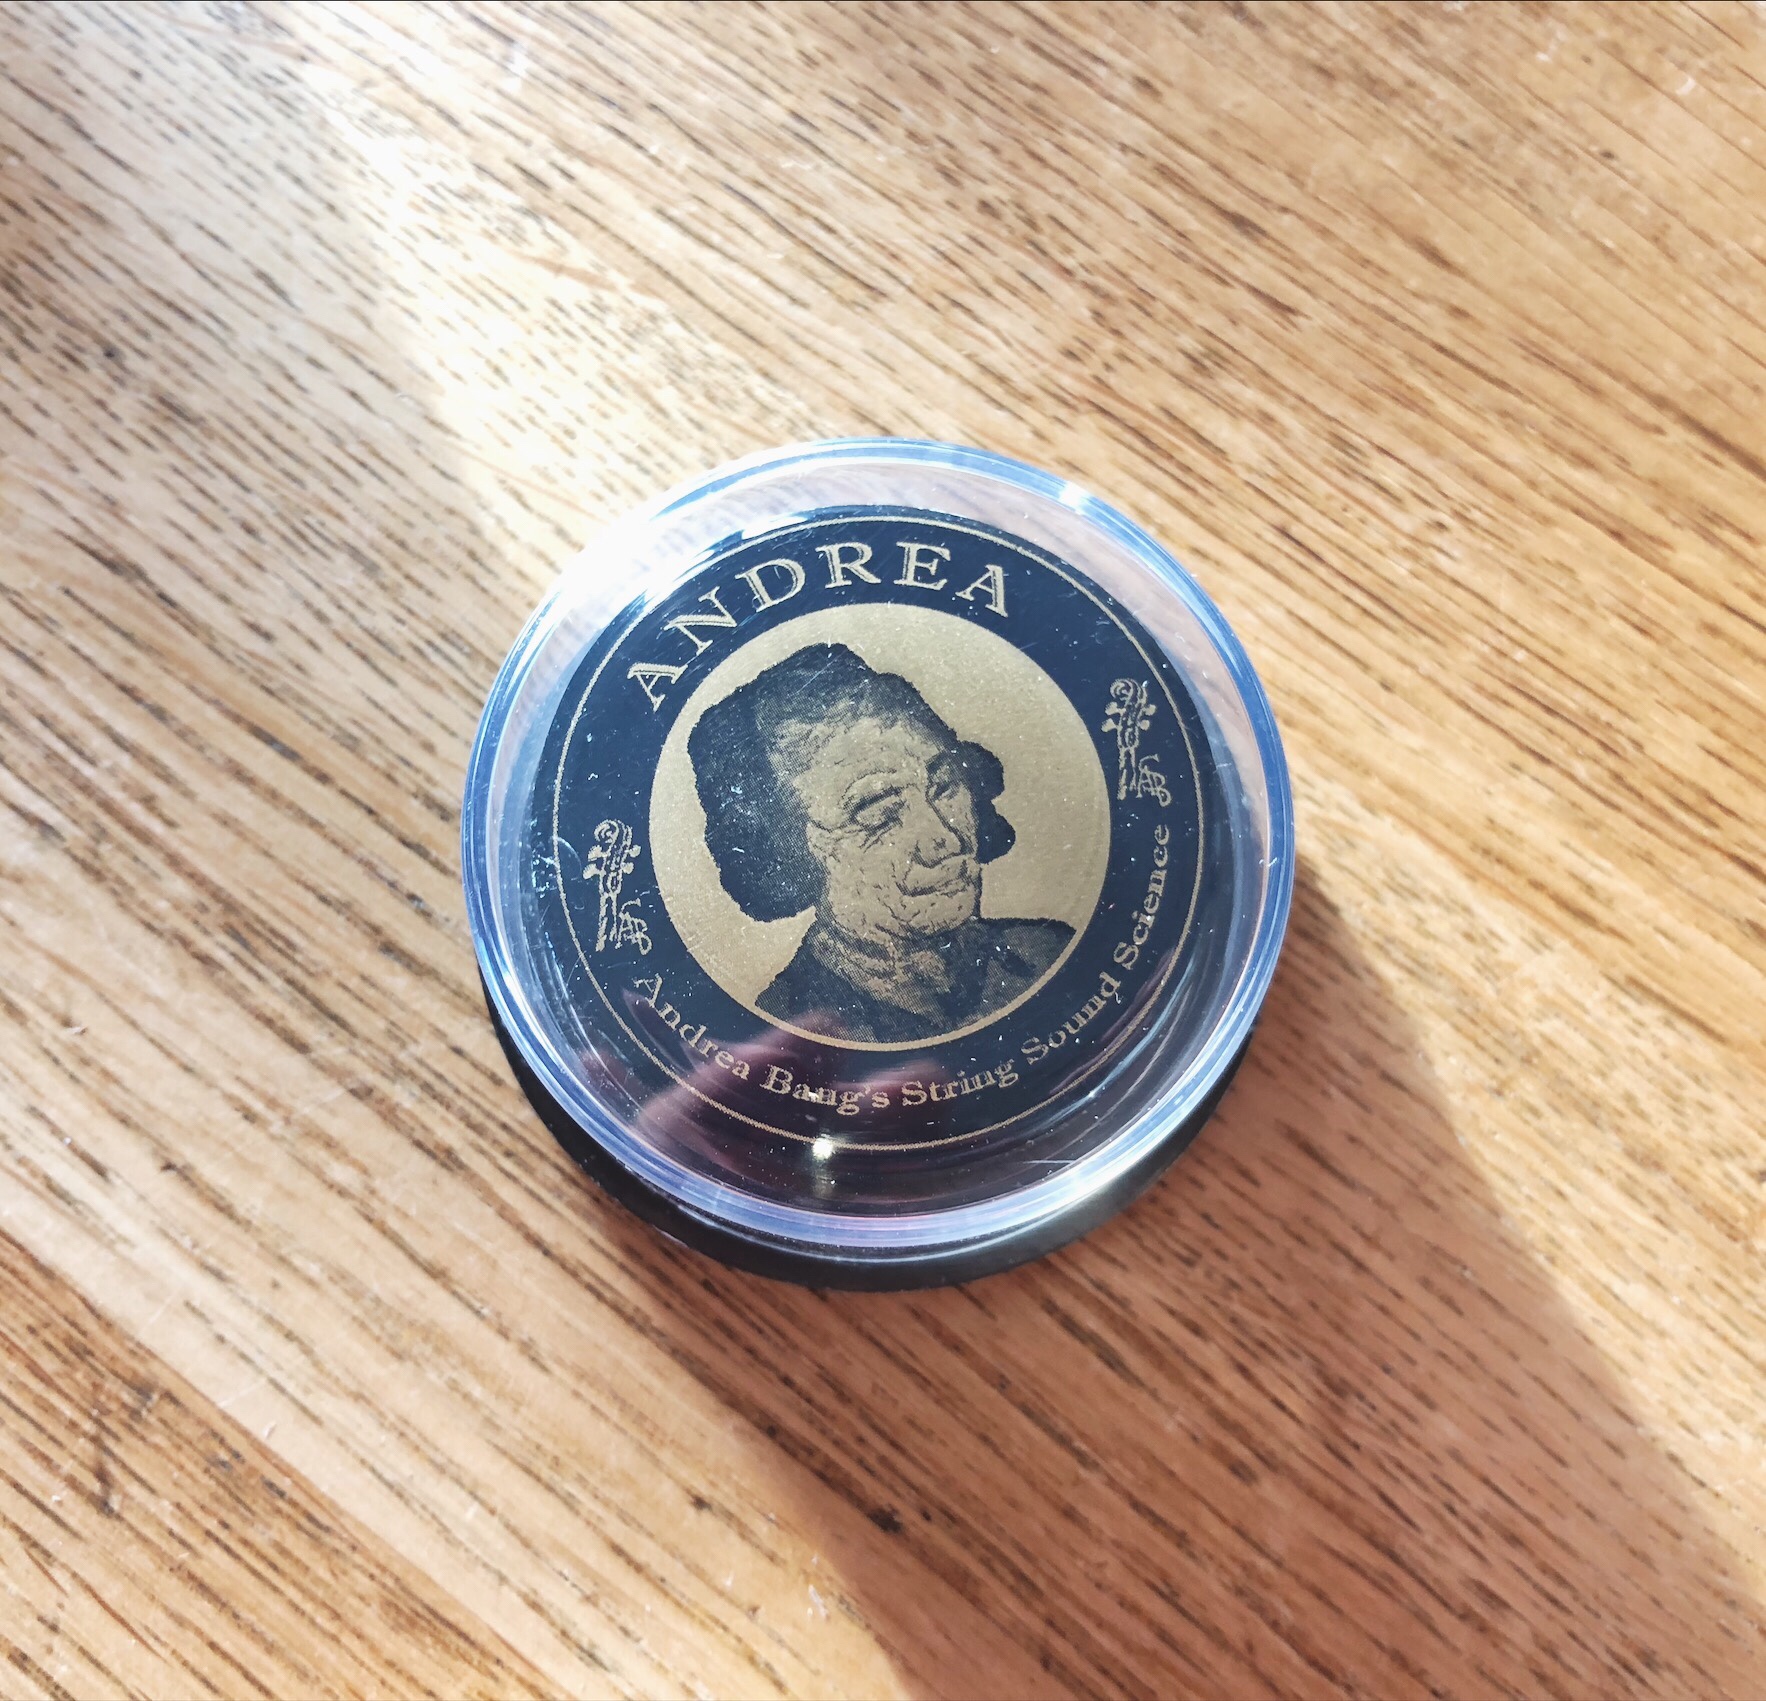 ANDREA
Andrea Bang's String Sound Science